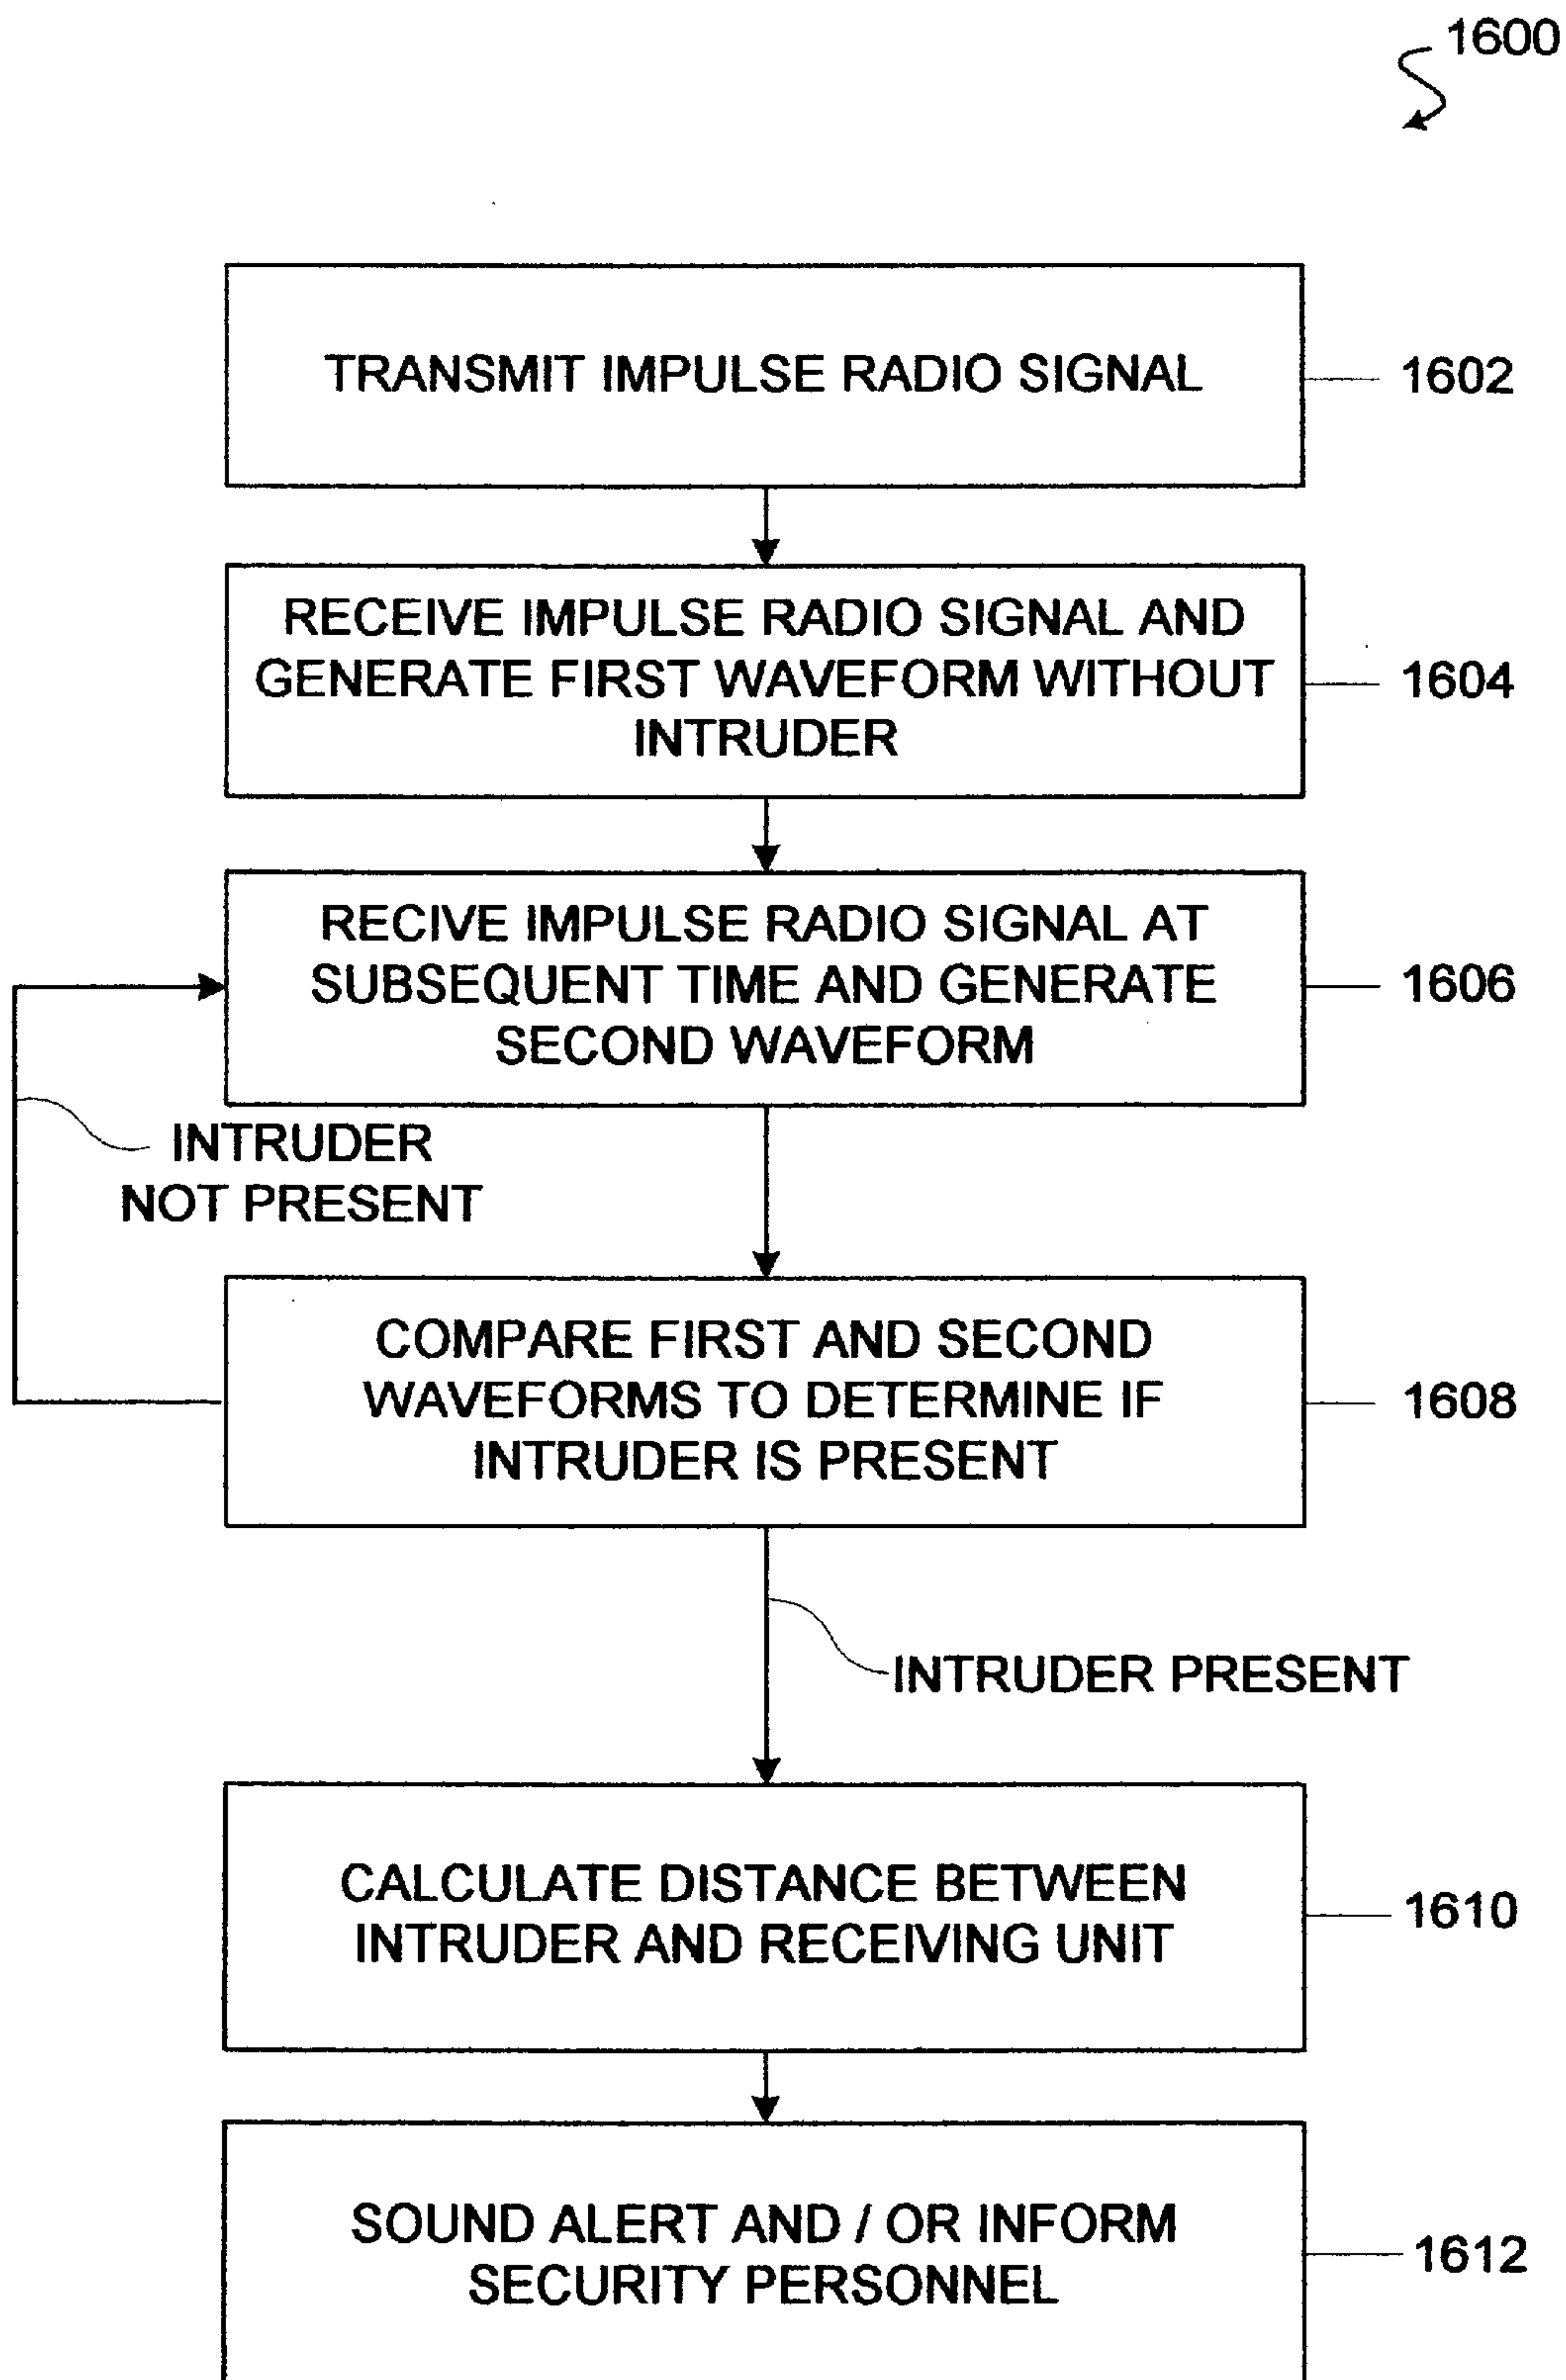 1600
TRANSMIT IMPULSE RADIO SIGNAL
1602
RECEIVE IMPULSE RADIO SIGNAL AND
GENERATE FIRST WAVEFORM WITHOUT
INTRUDER
1604
RECIVE IMPULSE RADIO SIGNAL AT
SUBSEQUENT TIME AND GENERATE
SECOND WAVEFORM
1606
INTRUDER
NOT PRESENT
COMPARE FIRST AND SECOND
WAVEFORMS TO DETERMINE IF
INTRUDER IS PRESENT
1608
INTRUDER PRESENT
CALCULATE DISTANCE BETWEEN
INTRUDER AND RECEIVING UNIT
1610
SOUND ALERT AND / OR INFORM
SECURITY PERSONNEL
1612